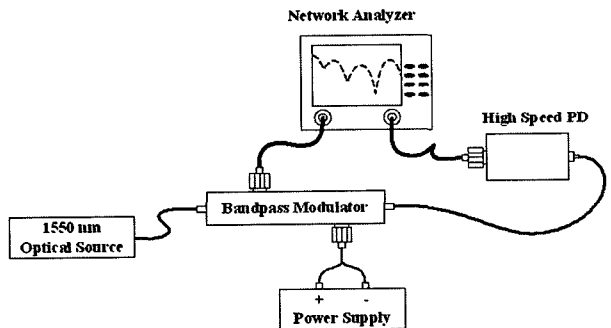 Network Analyzer
High Speed PD
Bandpass Modulator
1550 nm
Optical Source
+ -
Power Supply